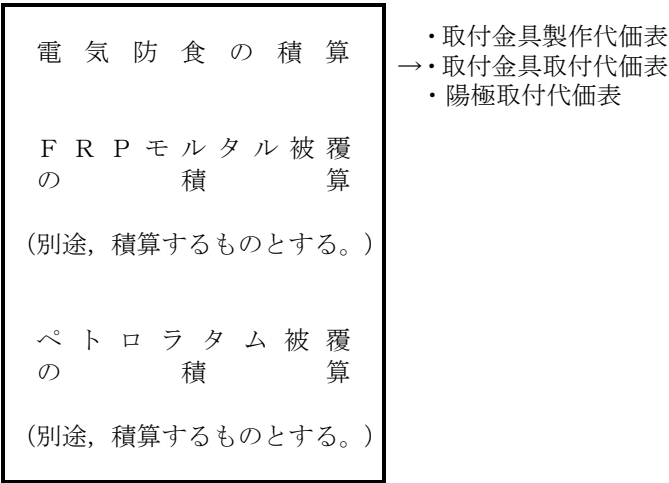 電気防食の積算
・取付金具製作代価表
→・取付金具取付代価表
・陽極取付代価表
ＦＲＰモルタル被覆
の積算
（別途，積算するものとする。）
ペトロラタム被覆
の積算
（別途，積算するものとする。）